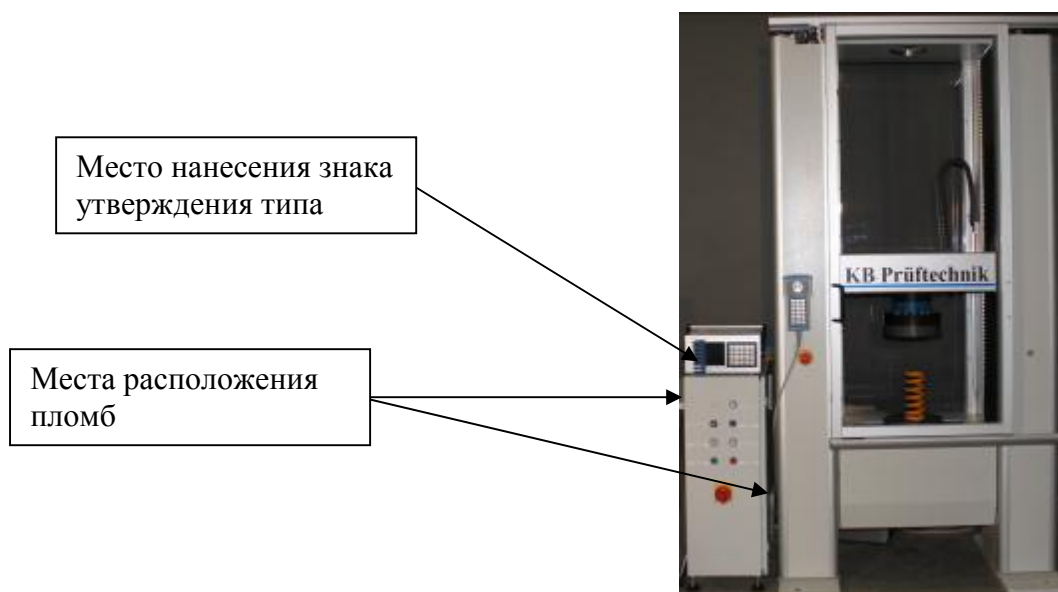 Место нанесения знака
утверждения типа
KB Prüftechnik
Места расположения
пломб